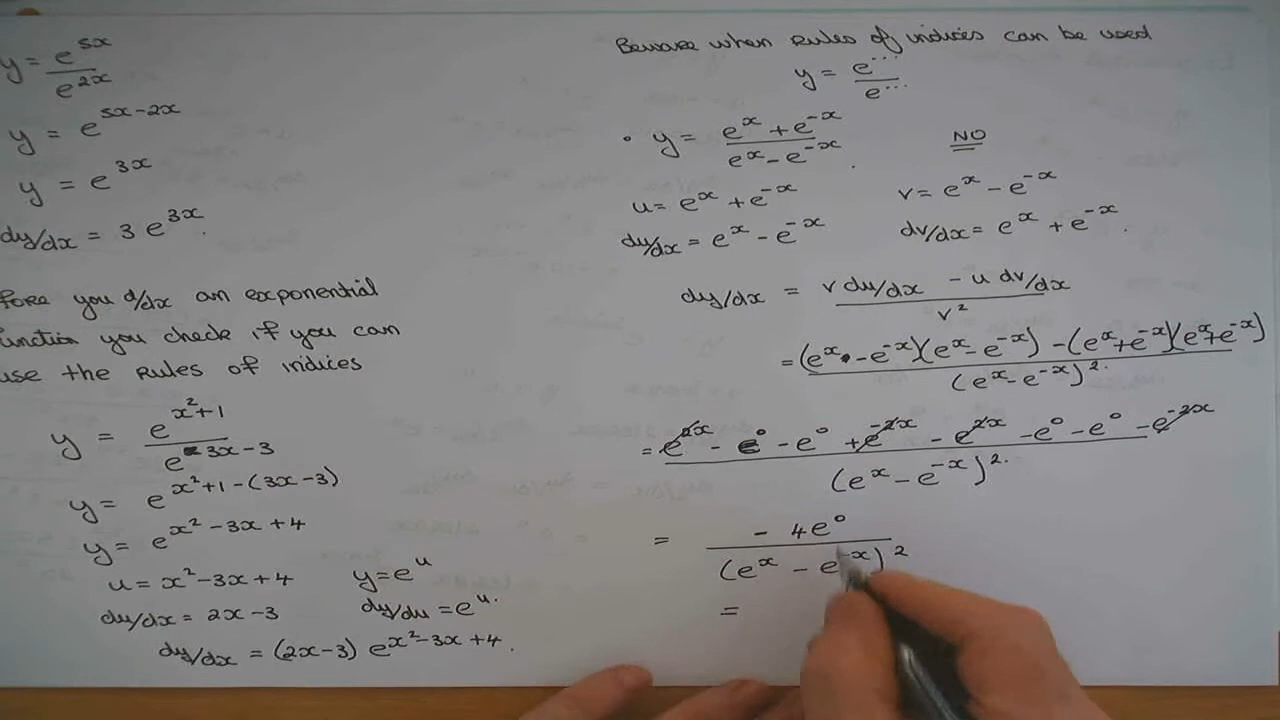 y = e^5x / e^2x
y = e^5x-2x
y = e^3x
dy/dx = 3 e^3x.
fore you d/dx an exponential
function you check if you can
use the rules of indices
y = e^x²+1 / e^3x-3
y = e^x²+1-(3x-3)
y = e^x²-3x+4
u = x²-3x+4 y = e^u
du/dx = 2x-3 dy/du = e^u.
dy/dx = (2x-3) e^x²-3x+4.
Beware when rules of indices can be used
y = e^... / e^...
• y = e^x + e^-x / e^x - e^-x. NO
u = e^x + e^-x v = e^x - e^-x
du/dx = e^x - e^-x dv/dx = e^x + e^-x.
dy/dx = v du/dx - u dv/dx / v²
= (e^x - e^-x)(e^x - e^-x) - (e^x + e^-x)(e^x + e^-x) / (e^x - e^-x)².
= e^2x - e^0 - e^0 + e^-2x - e^2x - e^0 - e^0 - e^-2x / (e^x - e^-x)².
= - 4e^0 / (e^x - e^-x)²
=